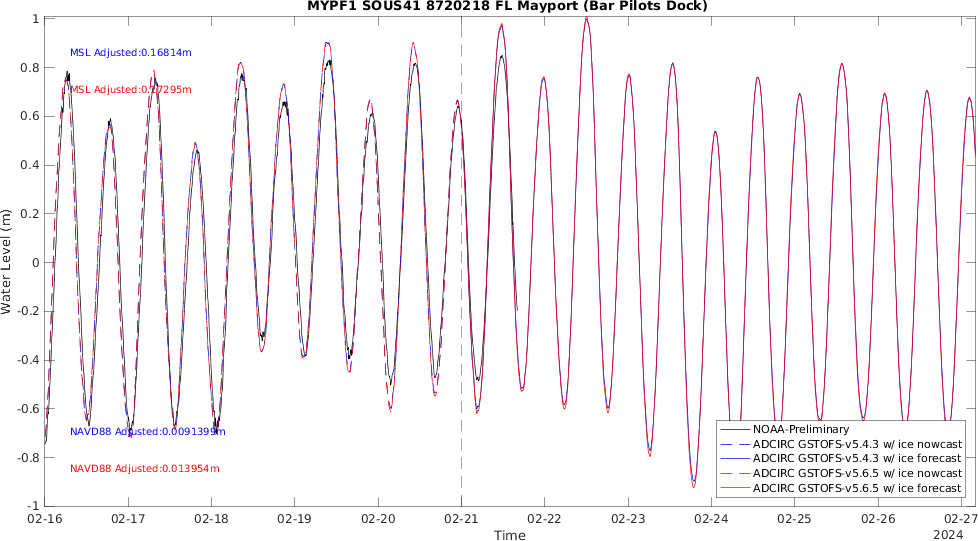 MYPF1 SOUS41 8720218 FL Mayport (Bar Pilots Dock)
1
0.8
0.6
0.4
0.2
0
-0.2
-0.4
-0.6
-0.8
-1
Water Level (m)
MSL Adjusted:0.16814m
MSL Adjusted:0.17295m
NAVD88 Adjusted:0.0091399m
NAVD88 Adjusted:0.013954m
NOAA-Preliminary
ADCIRC GSTOFS-v5.4.3 w/ ice nowcast
ADCIRC GSTOFS-v5.4.3 w/ ice forecast
ADCIRC GSTOFS-v5.6.5 w/ ice nowcast
ADCIRC GSTOFS-v5.6.5 w/ ice forecast
02-16 02-17 02-18 02-19 02-20 02-21 02-22 02-23 02-24 02-25 02-26 02-27
Time
2024